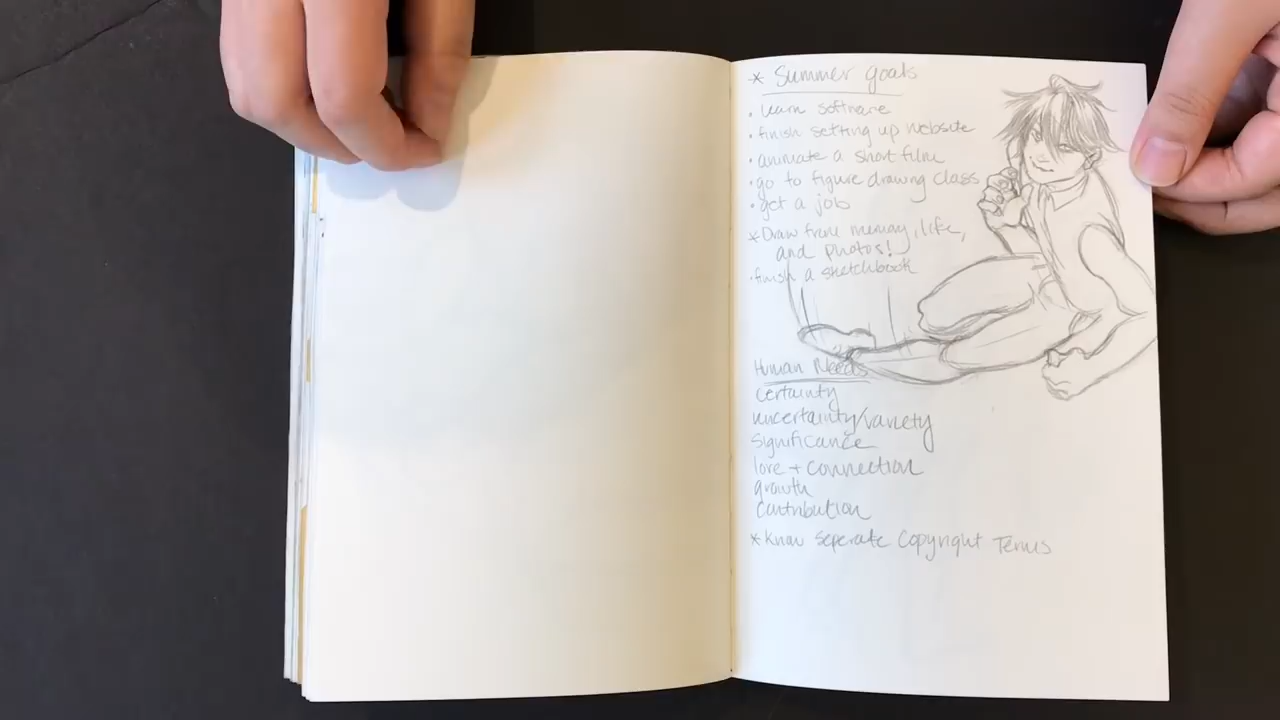 * Summer goals
• learn software
• finish setting up website
• animate a short film
• go to figure drawing class
• get a job
* Draw from memory, life,
and photos!
• finish a sketchbook
Human Needs
certainty
uncertainty/variety
significance
love + connection
growth
contribution
* Know seperate Copyright Terms